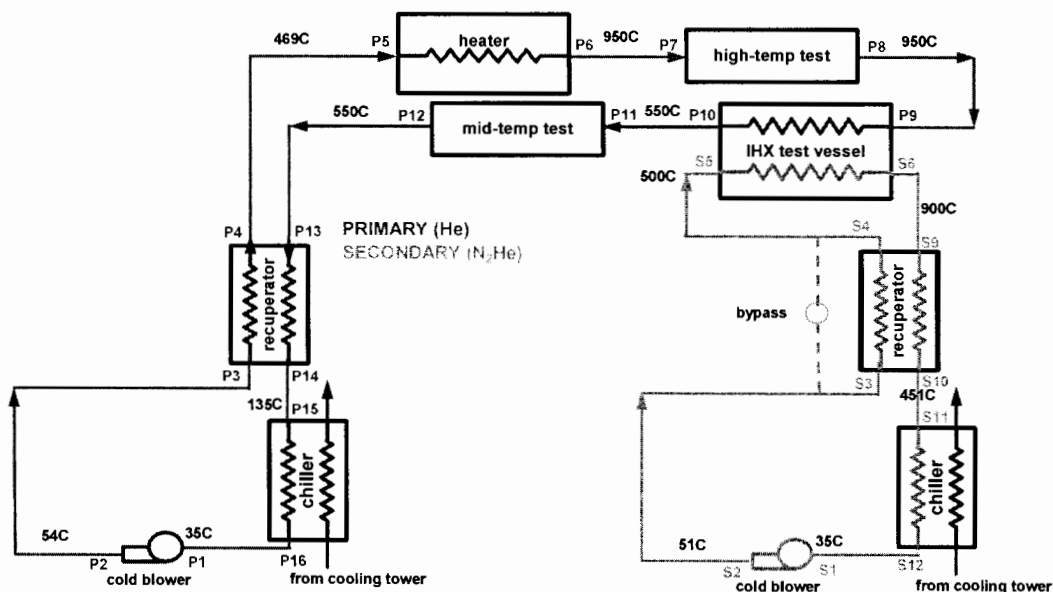 469C
P5
heater
P6
950C
P7
high-temp test
P8
950C
550C
P12
mid-temp test
P11
550C
P10
P9
IHX test vessel
S5
S6
500C
900C
P4
P13
PRIMARY (He)
SECONDARY (N₂He)
S4
S9
recuperator
bypass
recuperator
P3
P14
S3
S10
135C
P15
451C
S11
chiller
chiller
54C
35C
P2
P1
P16
cold blower
from cooling tower
51C
35C
S2
S1
S12
cold blower
from cooling tower